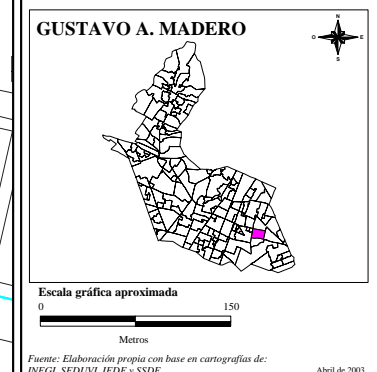 GUSTAVO A. MADERO
N
O E
S
Escala gráfica aproximada
0 150
Metros
Fuente: Elaboración propia con base en cartografías de:
INEGI, SEDUVI, IEDF y SSDF Abril de 2003